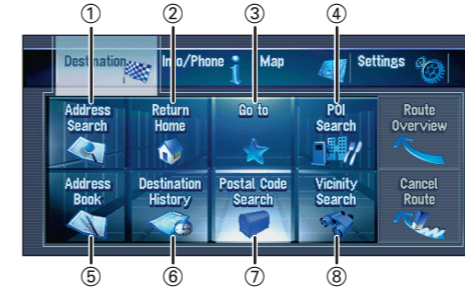 ① ② ③ ④
Destination Info/Phone Map Settings
Address Return Go to POI Route
Search Home Search Overview
Address Destination Postal Code Vicinity Cancel
Book History Search Search Route
⑤ ⑥ ⑦ ⑧